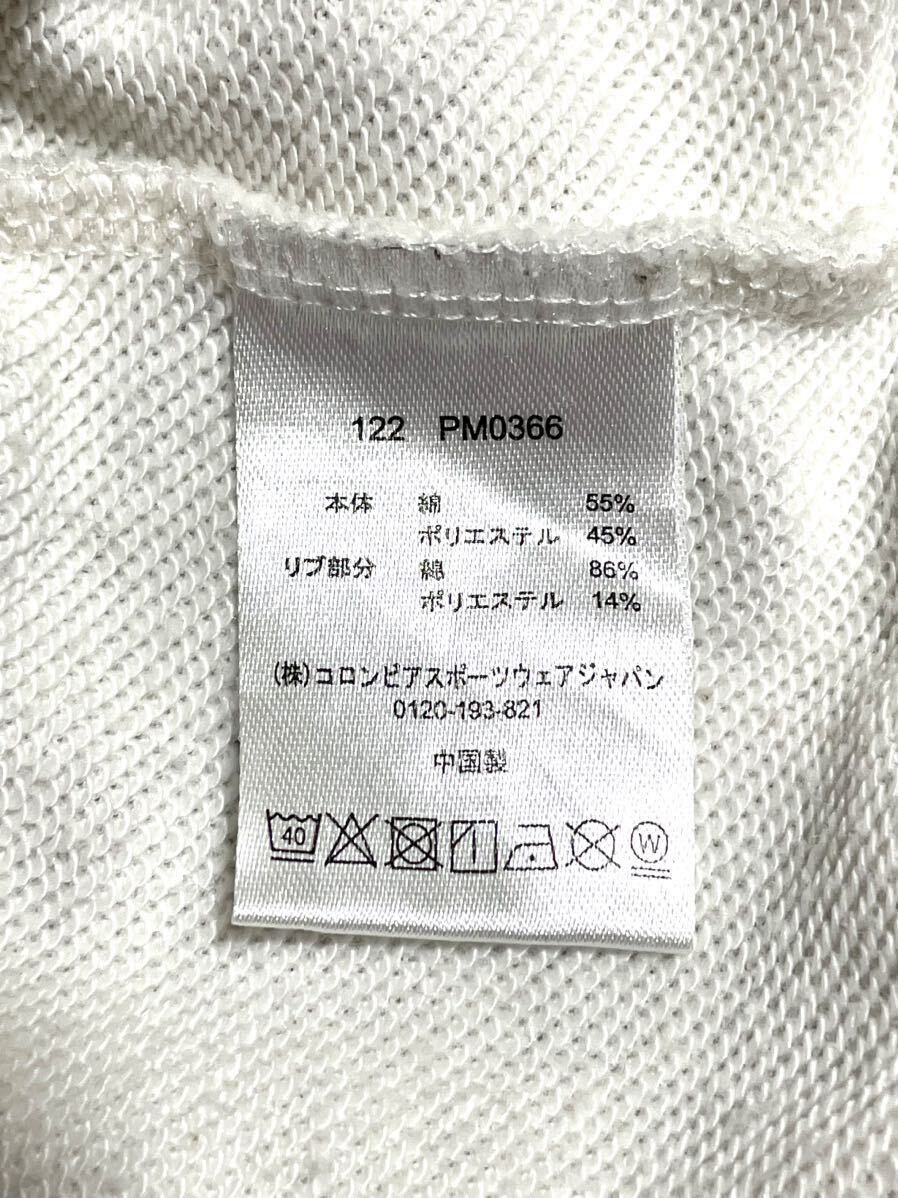 122 PM0366
本体 綿 55%
ポリエステル 45%
リブ部分 綿 86%
ポリエステル 14%
(株)コロンビアスポーツウェアジャパン
0120-193-821
中国製
40 W